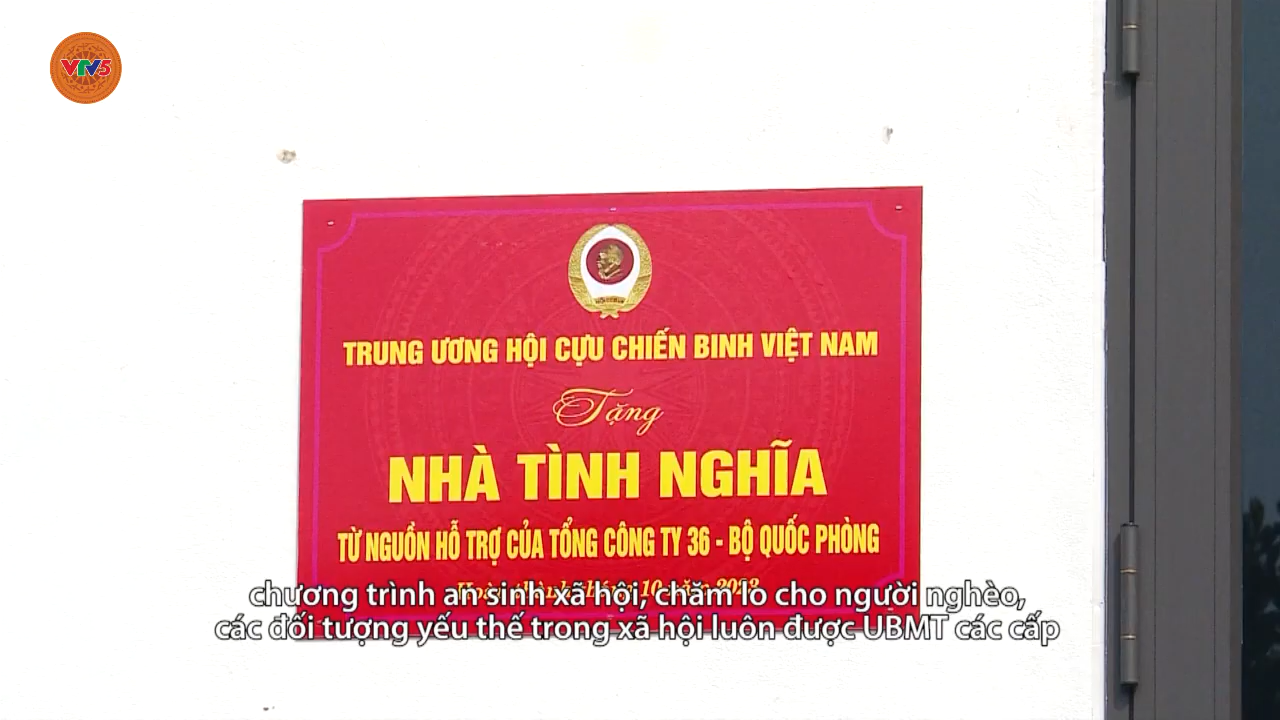 VTV5
TRUNG ƯƠNG HỘI CỰU CHIẾN BINH VIỆT NAM
Tặng
NHÀ TÌNH NGHĨA
TỪ NGUỒN HỖ TRỢ CỦA TỔNG CÔNG TY 36 - BỘ QUỐC PHÒNG
chương trình an sinh xã hội, chăm lo cho người nghèo,
các đối tượng yếu thế trong xã hội luôn được UBMT các cấp